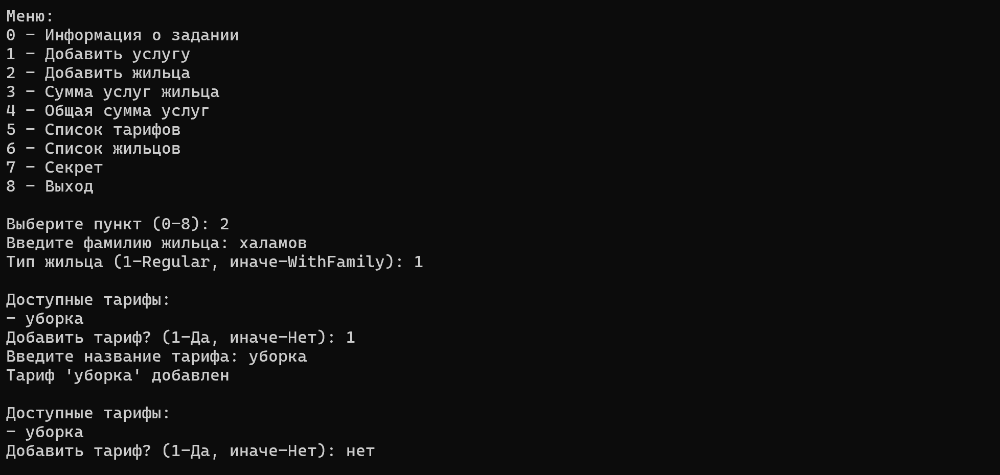 Меню:
0 - Информация о задании
1 - Добавить услугу
2 - Добавить жильца
3 - Сумма услуг жильца
4 - Общая сумма услуг
5 - Список тарифов
6 - Список жильцов
7 - Секрет
8 - Выход
Выберите пункт (0-8): 2
Введите фамилию жильца: халамов
Тип жильца (1-Regular, иначе-WithFamily): 1
Доступные тарифы:
- уборка
Добавить тариф? (1-Да, иначе-Нет): 1
Введите название тарифа: уборка
Тариф 'уборка' добавлен
Доступные тарифы:
- уборка
Добавить тариф? (1-Да, иначе-Нет): нет